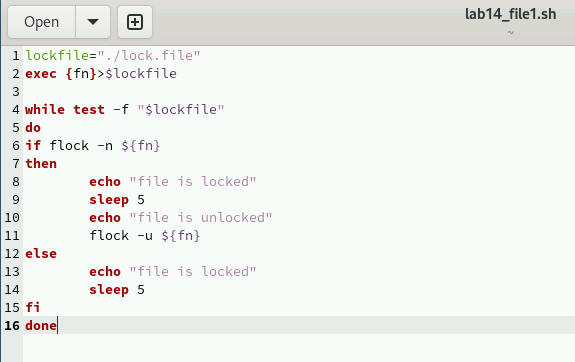 Open
lab14_file1.sh
~
1 lockfile="./lock.file"
2 exec {fn}>$lockfile
3
4 while test -f "$lockfile"
5 do
6 if flock -n ${fn}
7 then
8         echo "file is locked"
9         sleep 5
10         echo "file is unlocked"
11         flock -u ${fn}
12 else
13         echo "file is locked"
14         sleep 5
15 fi
16 done